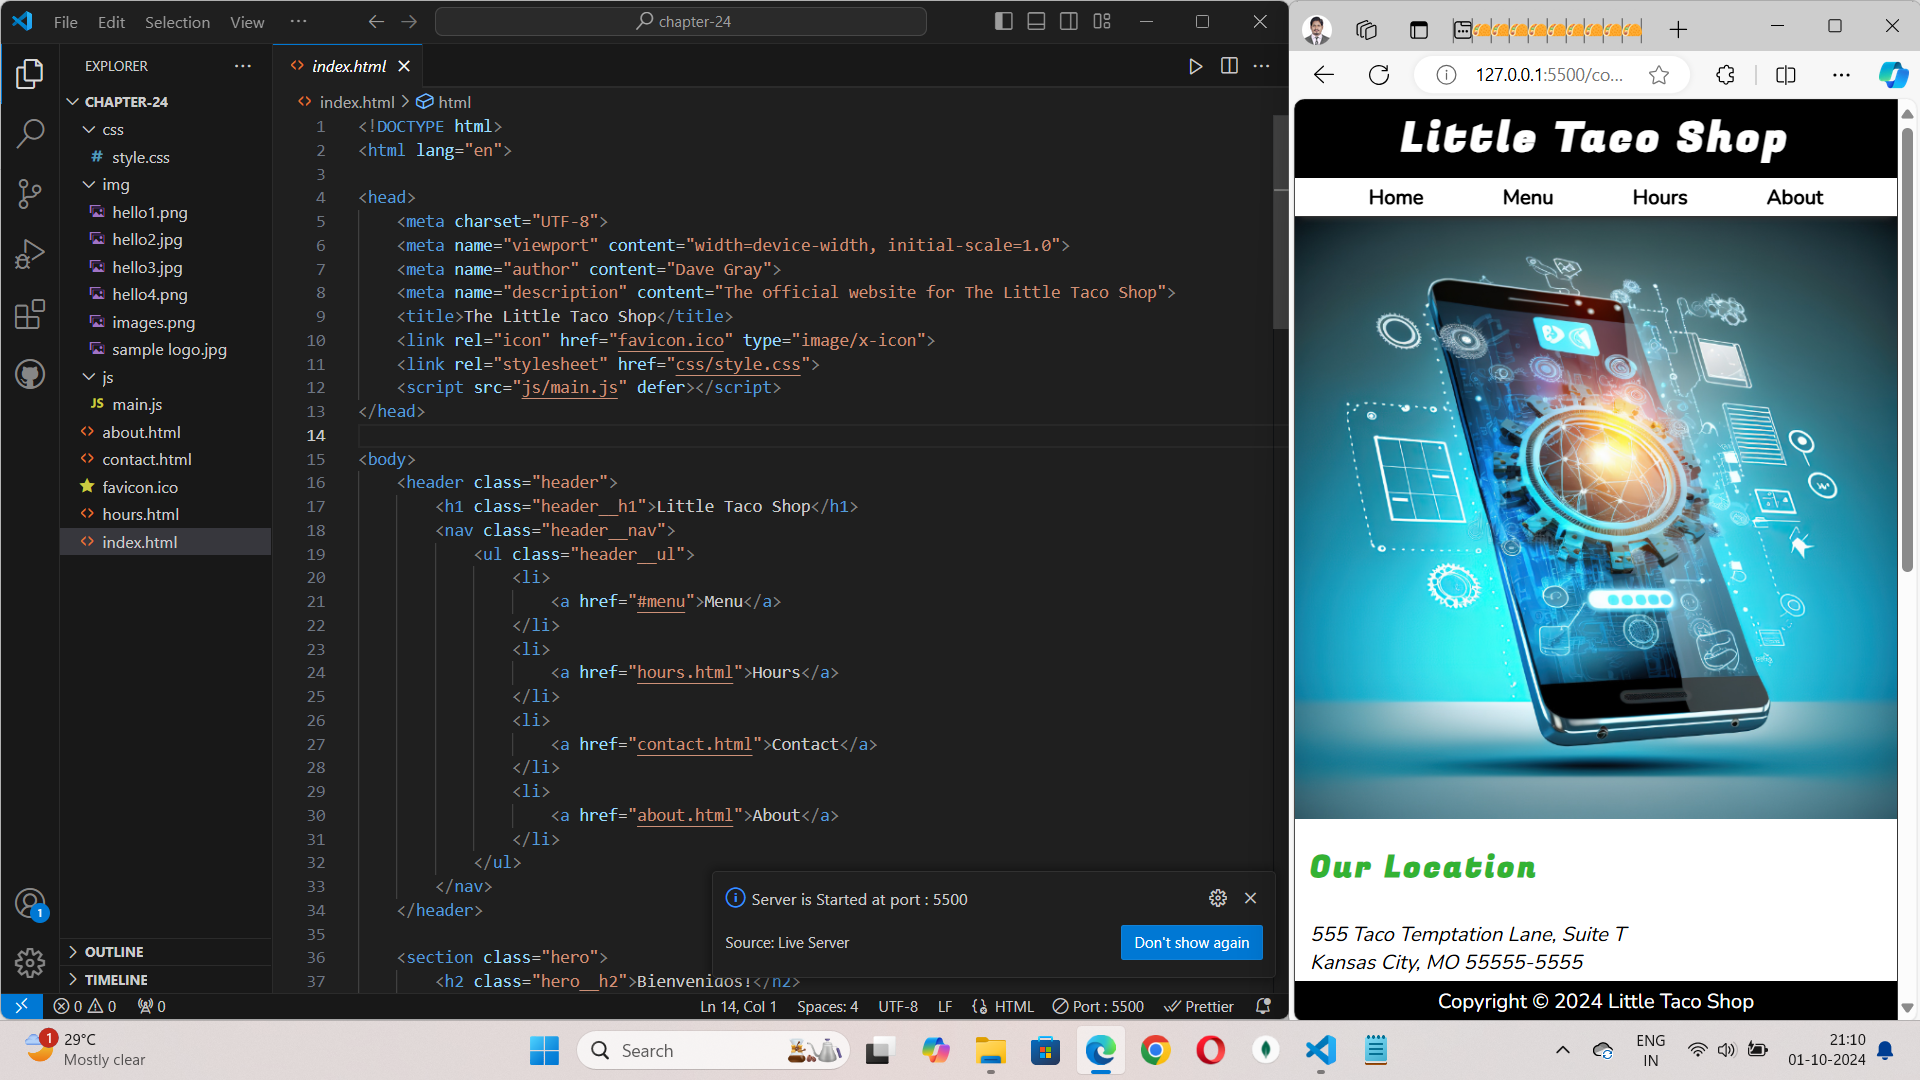 File Edit Selection View ··· chapter-24
EXPLORER
CHAPTER-24
css
# style.css
img
hello1.png
hello2.jpg
hello3.jpg
hello4.png
images.png
sample logo.jpg
js
JS main.js
about.html
contact.html
favicon.ico
hours.html
index.html
OUTLINE
TIMELINE
1
index.html
index.html > html
1 <!DOCTYPE html>
2 <html lang="en">
3
4 <head>
5 <meta charset="UTF-8">
6 <meta name="viewport" content="width=device-width, initial-scale=1.0">
7 <meta name="author" content="Dave Gray">
8 <meta name="description" content="The official website for The Little Taco Shop">
9 <title>The Little Taco Shop</title>
10 <link rel="icon" href="favicon.ico" type="image/x-icon">
11 <link rel="stylesheet" href="css/style.css">
12 <script src="js/main.js" defer></script>
13 </head>
14
15 <body>
16 <header class="header">
17 <h1 class="header__h1">Little Taco Shop</h1>
18 <nav class="header__nav">
19 <ul class="header__ul">
20 <li>
21 <a href="#menu">Menu</a>
22 </li>
23 <li>
24 <a href="hours.html">Hours</a>
25 </li>
26 <li>
27 <a href="contact.html">Contact</a>
28 </li>
29 <li>
30 <a href="about.html">About</a>
31 </li>
32 </ul>
33 </nav>
34 </header>
35
36 <section class="hero">
37 <h2 class="hero__h2">Bienvenidos!</h2>
Server is Started at port : 5500
Source: Live Server
Don't show again
0 0 0 Ln 14, Col 1 Spaces: 4 UTF-8 LF HTML Port : 5500 Prettier
127.0.0.1:5500/co...
Little Taco Shop
Home Menu Hours About
Our Location
555 Taco Temptation Lane, Suite T
Kansas City, MO 55555-5555
Copyright © 2024 Little Taco Shop
1
29°C
Mostly clear
Search
ENG
IN
21:10
01-10-2024